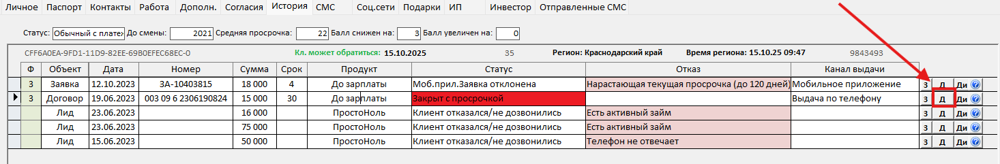 Личное Паспорт Контакты Работа Дополн. Согласия История СМС Соц.сети Подарки ИП Инвестор Отправленные СМС
Статус: Обычный с платеж До смены: 2021 Средняя просрочка: 22 Балл снижен на: 3 Балл увеличен на: 0
CFF6A0EA-9FD1-11D9-82EE-69B0EFEC68EC-0 Кл. может обратиться: 15.10.2025 35 Регион: Краснодарский край Время региона: 15.10.25 09:47 9843493
Ф Объект Дата Номер Сумма Срок Продукт Статус Отказ Канал выдачи
З Заявка 12.10.2023 ЗА-10403815 18 000 4 До зарплаты Моб.прил.Заявка отклонена Нарастающая текущая просрочка (до 120 дней) Мобильное приложение З Д Ди ?
З Договор 19.06.2023 003 09 6 2306190824 15 000 30 До зарплаты Закрыт с просрочкой Выдача по телефону З Д Ди ?
Лид 23.06.2023 16 000 ПростоНоль Клиент отказался/не дозвонились Есть активный займ З Д Ди ?
Лид 23.06.2023 75 000 ПростоНоль Клиент отказался/не дозвонились Есть активный займ З Д Ди ?
Лид 15.06.2023 50 000 ПростоНоль Клиент отказался/не дозвонились Телефон не отвечает З Д Ди ?